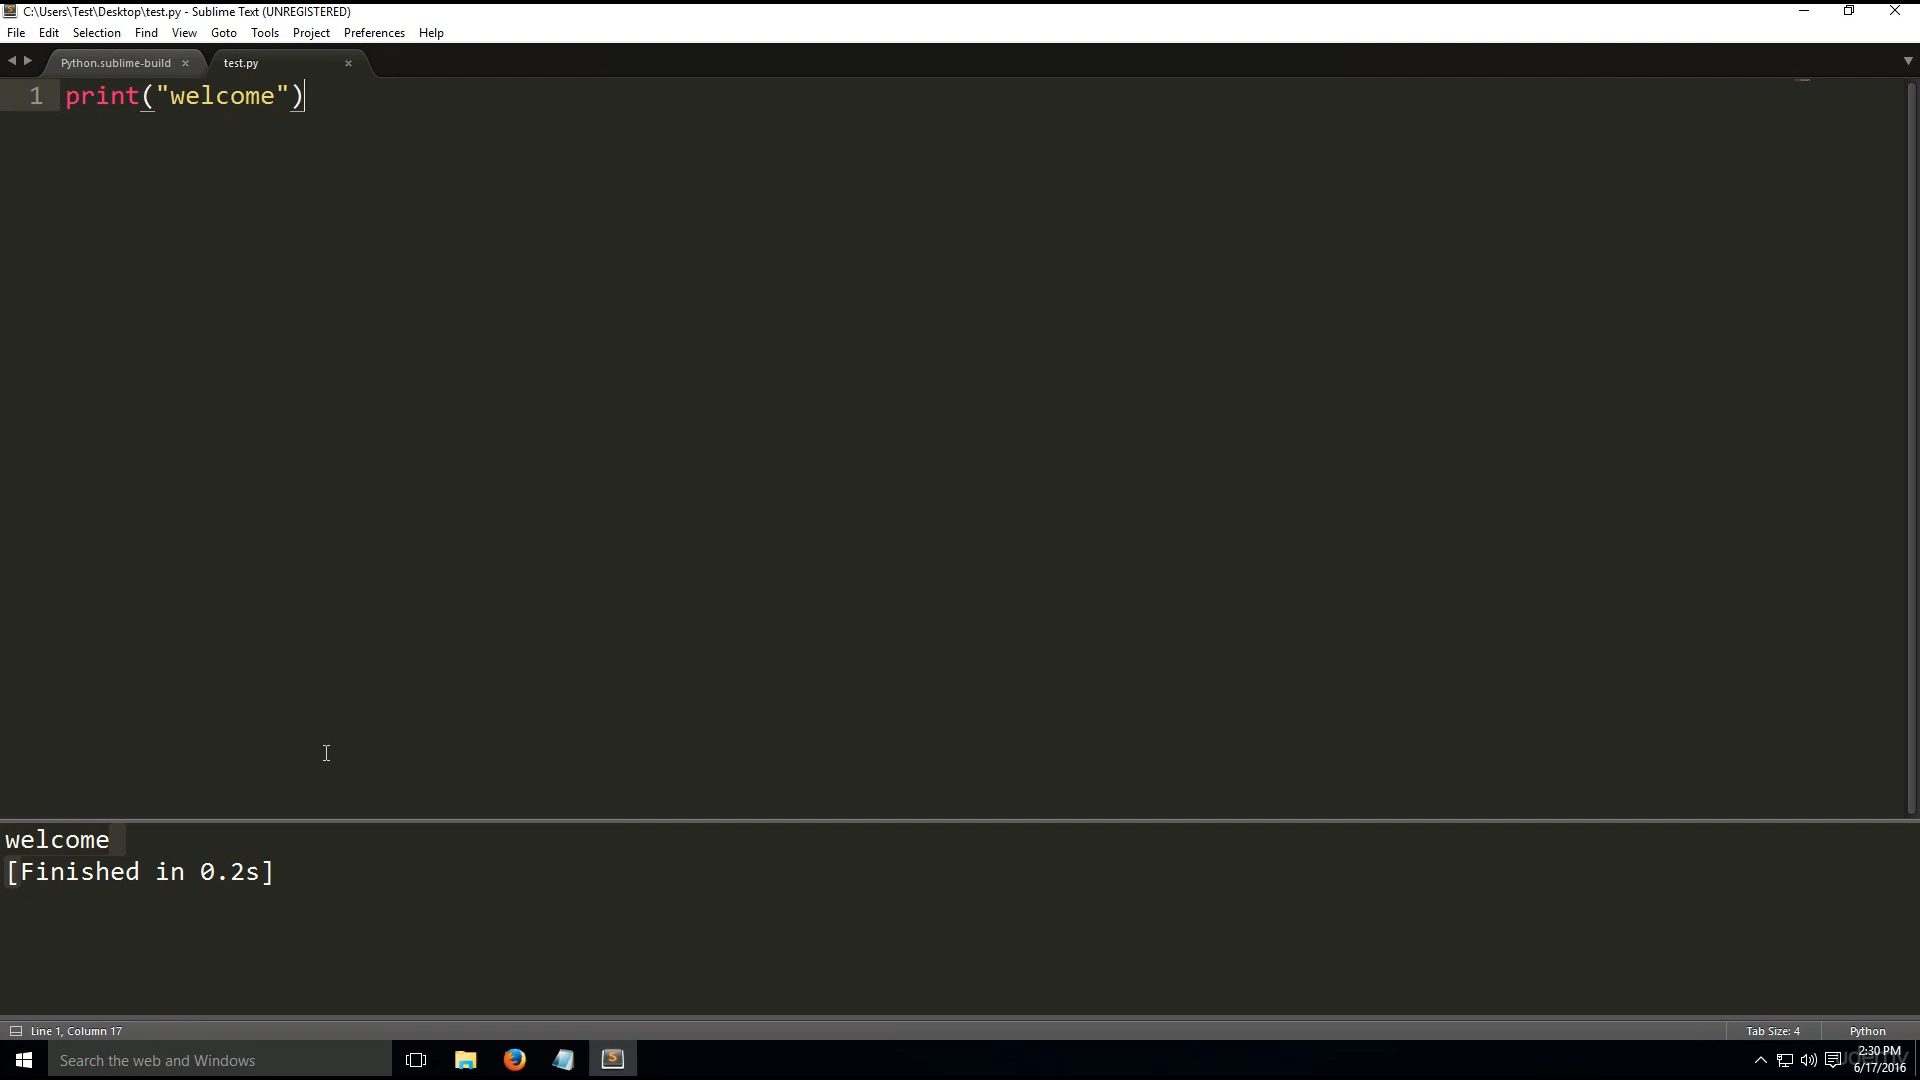 C:\Users\Test\Desktop\test.py - Sublime Text (UNREGISTERED)
File Edit Selection Find View Goto Tools Project Preferences Help
Python.sublime-build × test.py ×
1 print("welcome")
welcome
[Finished in 0.2s]
Line 1, Column 17 Tab Size: 4 Python
Search the web and Windows
2:30 PM
6/17/2016
udemy